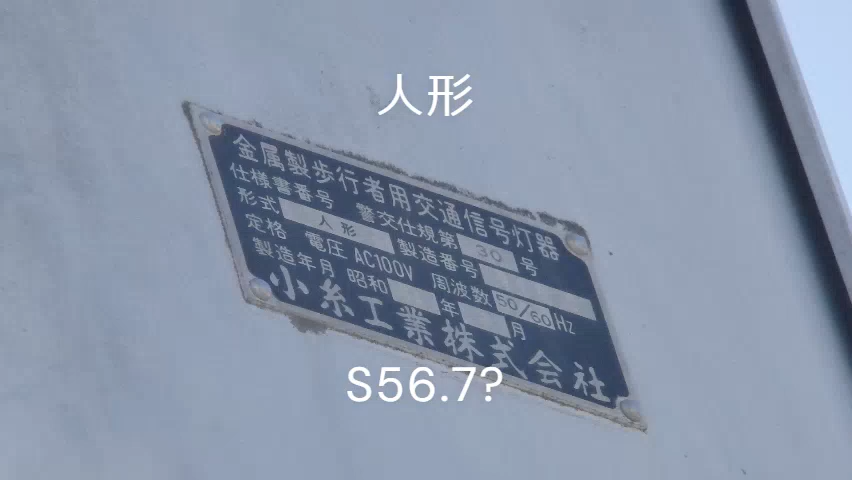 人形
金属製歩行者用交通信号灯器
仕様書番号 警交仕規第30号
形式 人形 製造番号
定格 電圧 AC100V 周波数 50/60Hz
製造年月 昭和 年 月
小糸工業株式会社
S56.7?